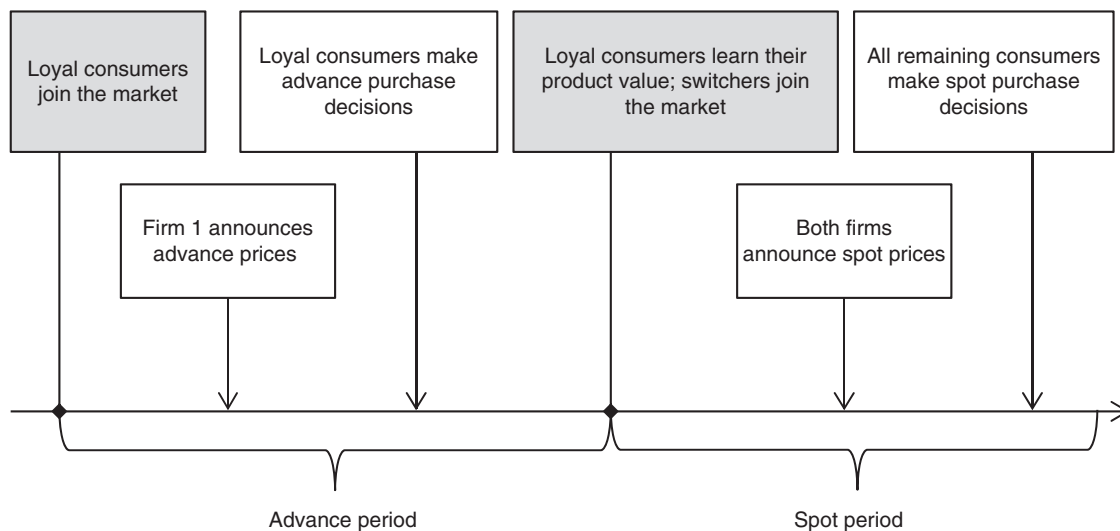 Loyal consumers
join the market
Loyal consumers make
advance purchase
decisions
Loyal consumers learn their
product value; switchers join
the market
All remaining consumers
make spot purchase
decisions
Firm 1 announces
advance prices
Both firms
announce spot prices
Advance period
Spot period